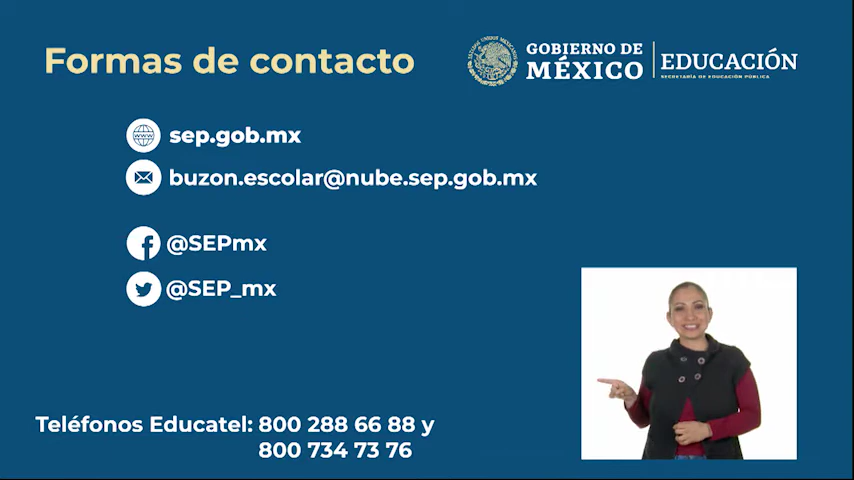 Formas de contacto
GOBIERNO DE
MÉXICO
EDUCACIÓN
SECRETARÍA DE EDUCACIÓN PÚBLICA
sep.gob.mx
buzon.escolar@nube.sep.gob.mx
@SEPmx
@SEP_mx
Teléfonos Educatel: 800 288 66 88 y
800 734 73 76